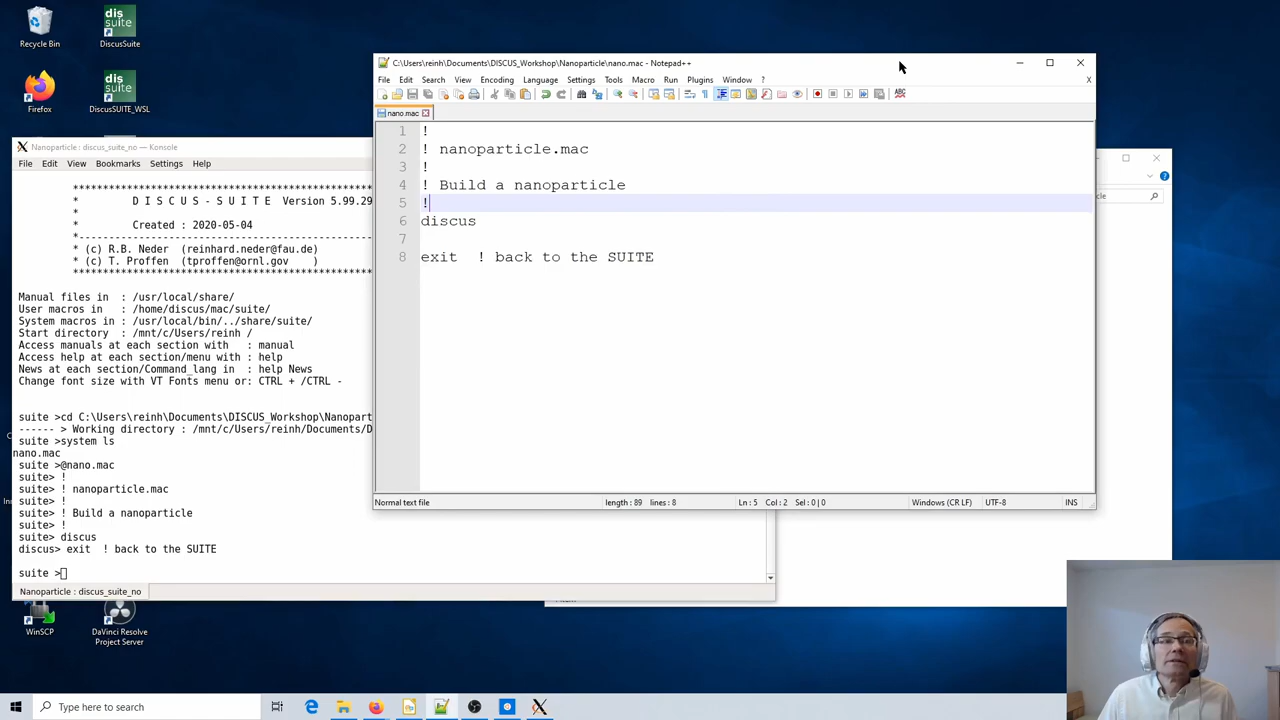 Recycle Bin
dis
suite
DiscusSuite
Firefox
dis
suite
DiscusSUITE_WSL
C:\Users\reinh\Documents\DISCUS_Workshop\Nanoparticle\nano.mac - Notepad++
File Edit Search View Encoding Language Settings Tools Macro Run Plugins Window ?
X
ABC
nano.mac
1 !
2 ! nanoparticle.mac
3 !
4 ! Build a nanoparticle
5 !
6 discus
7
8 exit ! back to the SUITE
Normal text file length : 89 lines : 8 Ln : 5 Col : 2 Sel : 0 | 0 Windows (CR LF) UTF-8 INS
Nanoparticle : discus_suite_no — Konsole
File Edit View Bookmarks Settings Help
* D I S C U S - S U I T E Version 5.99.29
*
* Created : 2020-05-04
* (c) R.B. Neder (reinhard.neder@fau.de)
* (c) T. Proffen (tproffen@ornl.gov )
Manual files in : /usr/local/share/
User macros in : /home/discus/mac/suite/
System macros in : /usr/local/bin/../share/suite/
Start directory : /mnt/c/Users/reinh /
Access manuals at each section with : manual
Access help at each section/menu with : help
News at each section/Command_lang in : help News
Change font size with VT Fonts menu or: CTRL + /CTRL -
suite >cd C:\Users\reinh\Documents\DISCUS_Workshop\Nanopart
------ > Working directory : /mnt/c/Users/reinh/Documents/D
suite >system ls
nano.mac
suite >@nano.mac
suite> !
suite> ! nanoparticle.mac
suite> !
suite> ! Build a nanoparticle
suite> !
suite> discus
discus> exit ! back to the SUITE
suite >
Nanoparticle : discus_suite_no
WinSCP
DaVinci Resolve
Project Server
Type here to search